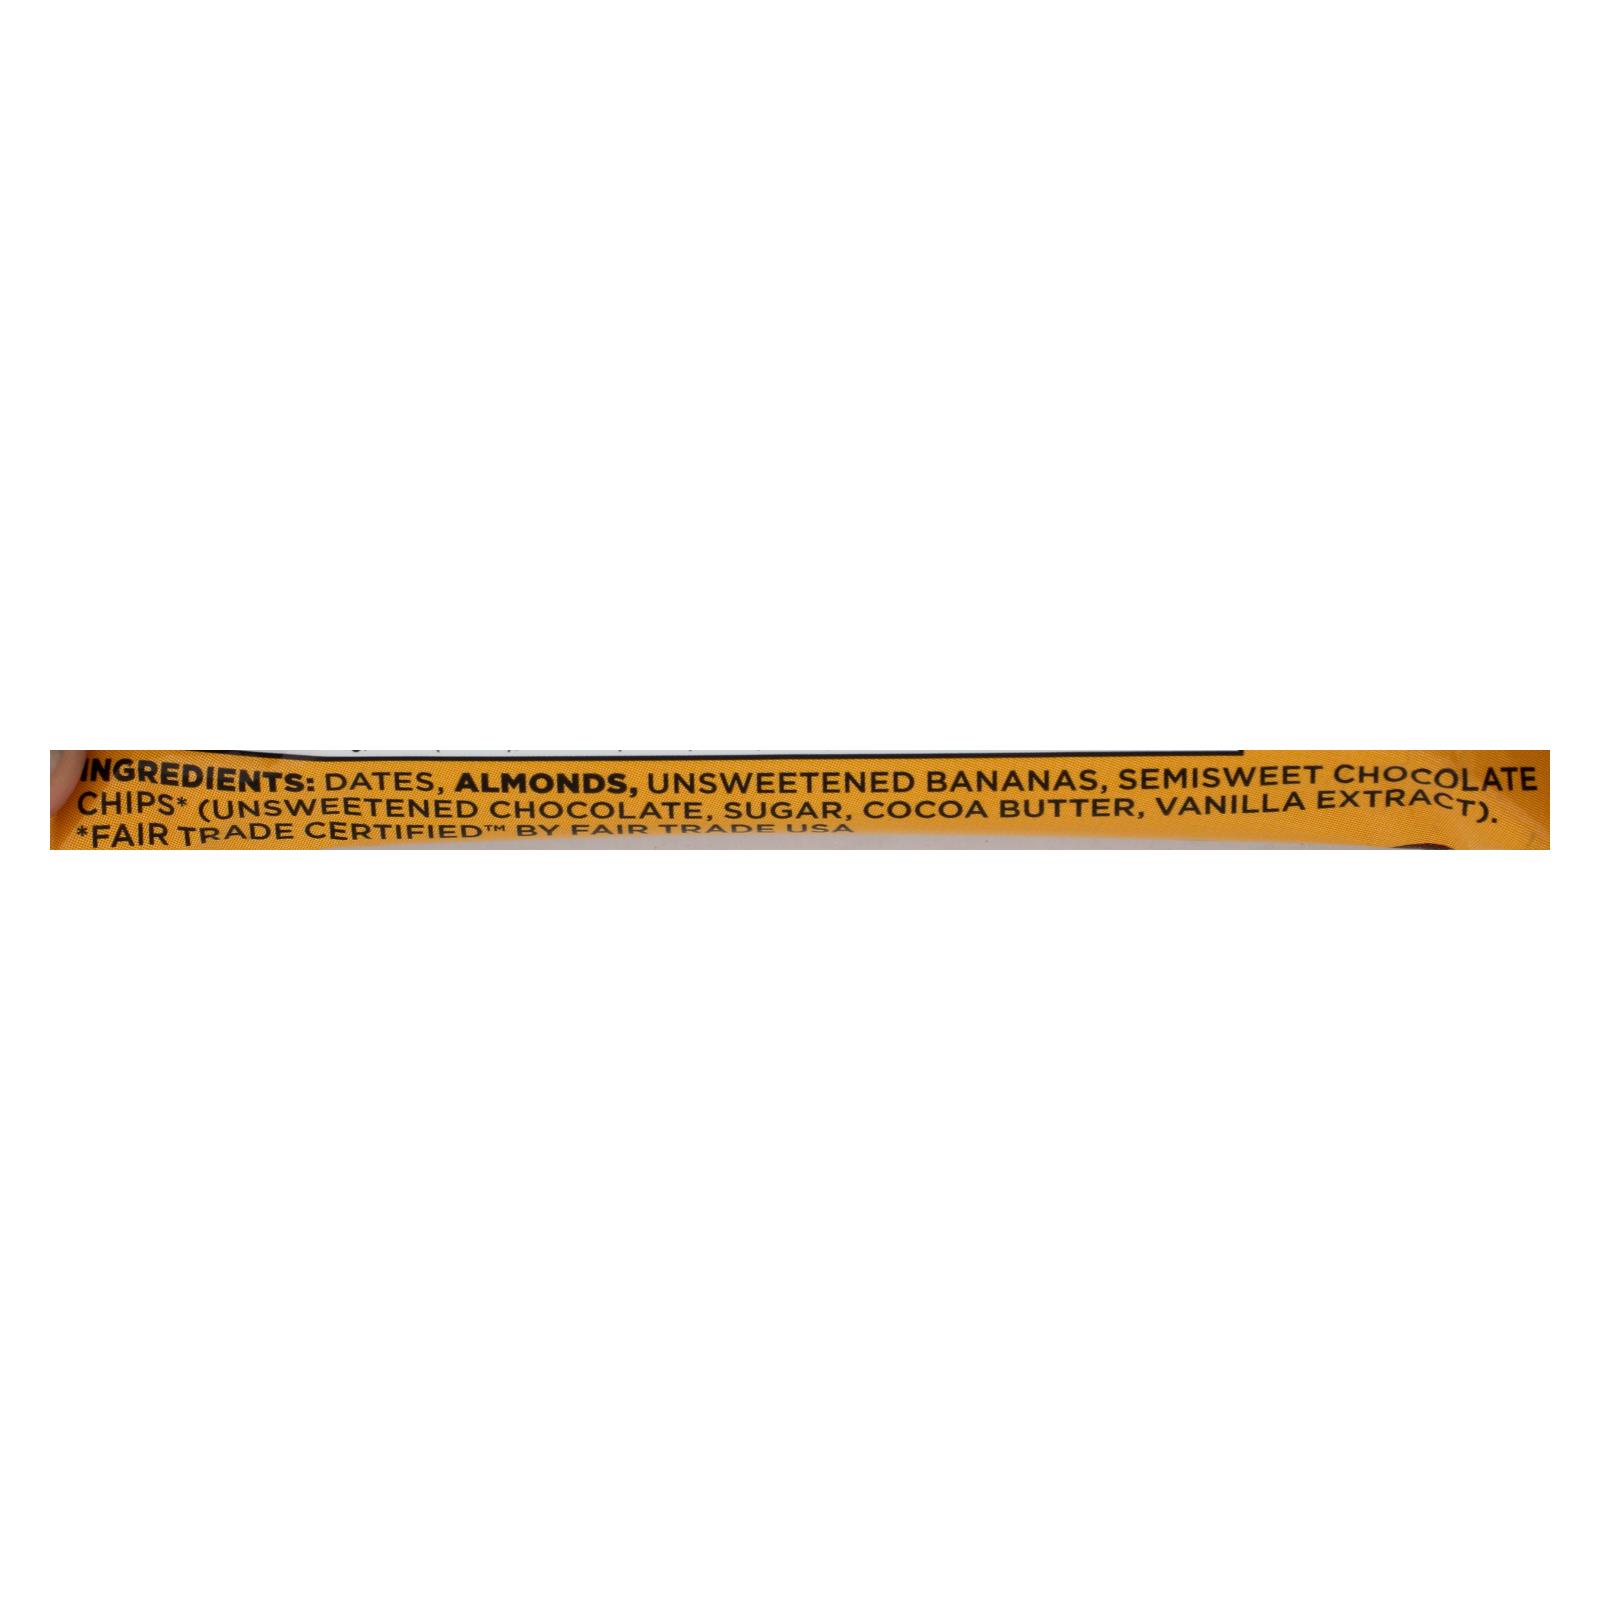 INGREDIENTS: DATES, ALMONDS, UNSWEETENED BANANAS, SEMISWEET CHOCOLATE
CHIPS* (UNSWEETENED CHOCOLATE, SUGAR, COCOA BUTTER, VANILLA EXTRACT).
*FAIR TRADE CERTIFIED™ BY FAIR TRADE USA